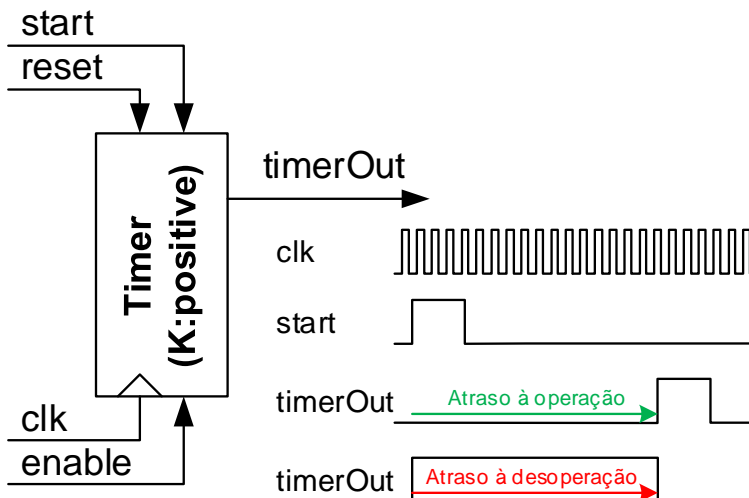 start
reset
timerOut
Timer
(K:positive)
clk
enable
clk
start
timerOut
Atraso à operação
timerOut
Atraso à desoperação